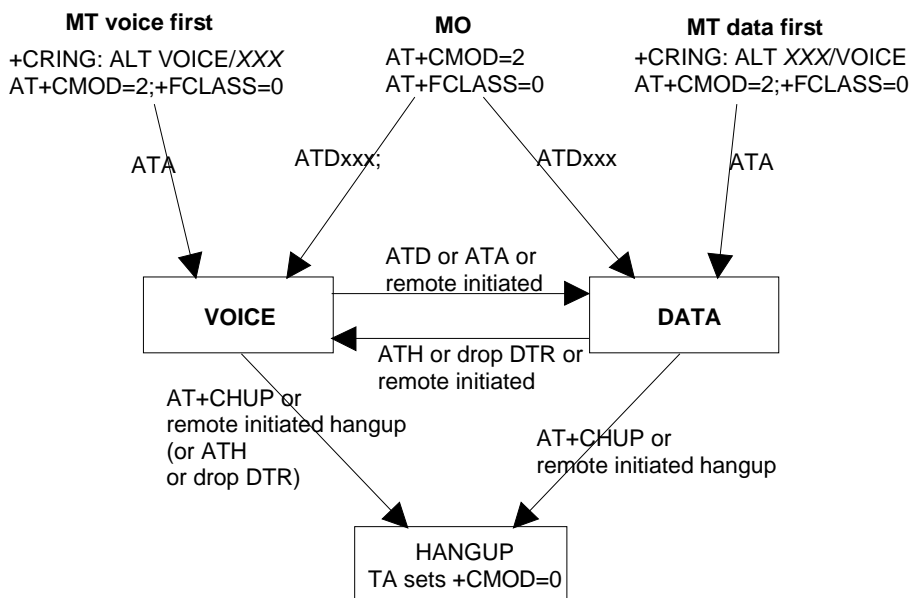 MT voice first
+CRING: ALT VOICE/XXX
AT+CMOD=2;+FCLASS=0
MO
AT+CMOD=2
AT+FCLASS=0
MT data first
+CRING: ALT XXX/VOICE
AT+CMOD=2;+FCLASS=0
ATA
ATDxxx;
ATDxxx
ATA
ATD or ATA or
remote initiated
VOICE
DATA
ATH or drop DTR or
remote initiated
AT+CHUP or
remote initiated hangup
(or ATH
or drop DTR)
AT+CHUP or
remote initiated hangup
HANGUP
TA sets +CMOD=0